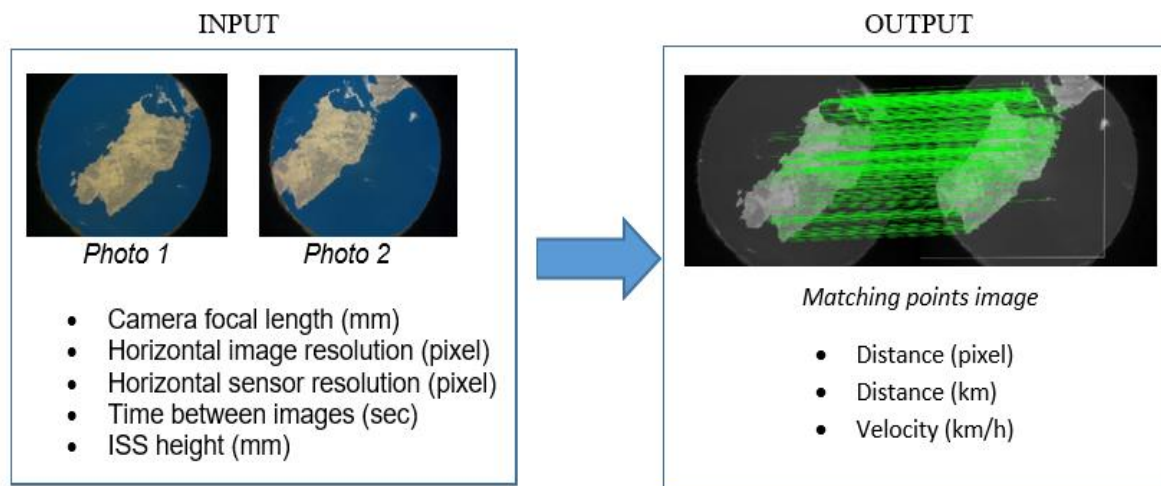 INPUT
Photo 1
Photo 2
• Camera focal length (mm)
• Horizontal image resolution (pixel)
• Horizontal sensor resolution (pixel)
• Time between images (sec)
• ISS height (mm)
OUTPUT
Matching points image
• Distance (pixel)
• Distance (km)
• Velocity (km/h)